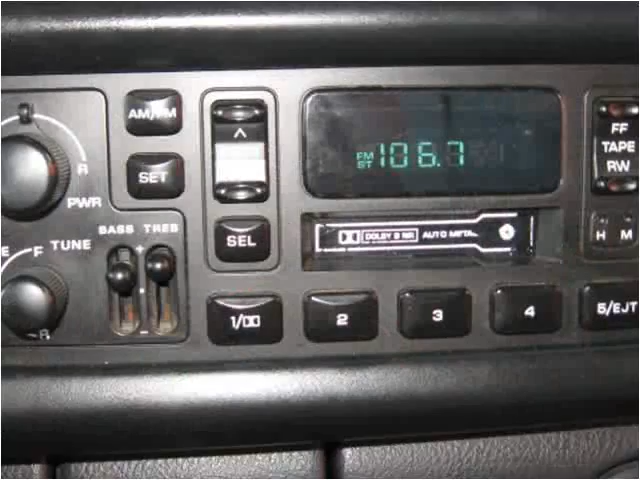 AM/FM
SET
R
PWR
BASS TREB
E F TUNE
R
^
SEL
FM
ST
106.7
DOLBY B NR AUTO METAL
1/
2
3
4
5/EJT
FF
TAPE
RW
H M